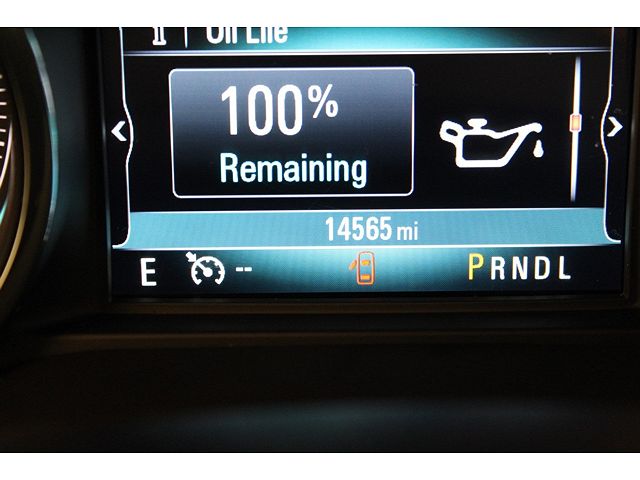 Oil Life
100%
Remaining
14565 mi
E -- PRNDL